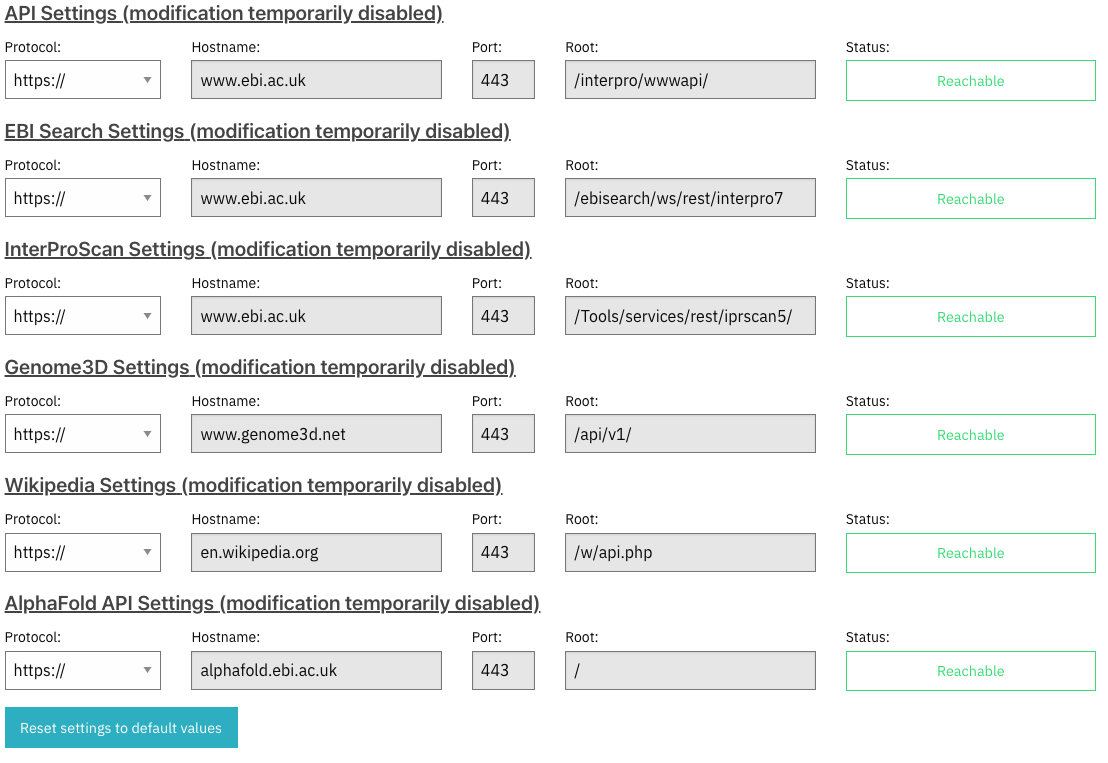 API Settings (modification temporarily disabled)
Protocol: Hostname: Port: Root: Status:
https:// www.ebi.ac.uk 443 /interpro/wwwapi/ Reachable
EBI Search Settings (modification temporarily disabled)
Protocol: Hostname: Port: Root: Status:
https:// www.ebi.ac.uk 443 /ebisearch/ws/rest/interpro7 Reachable
InterProScan Settings (modification temporarily disabled)
Protocol: Hostname: Port: Root: Status:
https:// www.ebi.ac.uk 443 /Tools/services/rest/iprscan5/ Reachable
Genome3D Settings (modification temporarily disabled)
Protocol: Hostname: Port: Root: Status:
https:// www.genome3d.net 443 /api/v1/ Reachable
Wikipedia Settings (modification temporarily disabled)
Protocol: Hostname: Port: Root: Status:
https:// en.wikipedia.org 443 /w/api.php Reachable
AlphaFold API Settings (modification temporarily disabled)
Protocol: Hostname: Port: Root: Status:
https:// alphafold.ebi.ac.uk 443 / Reachable
Reset settings to default values